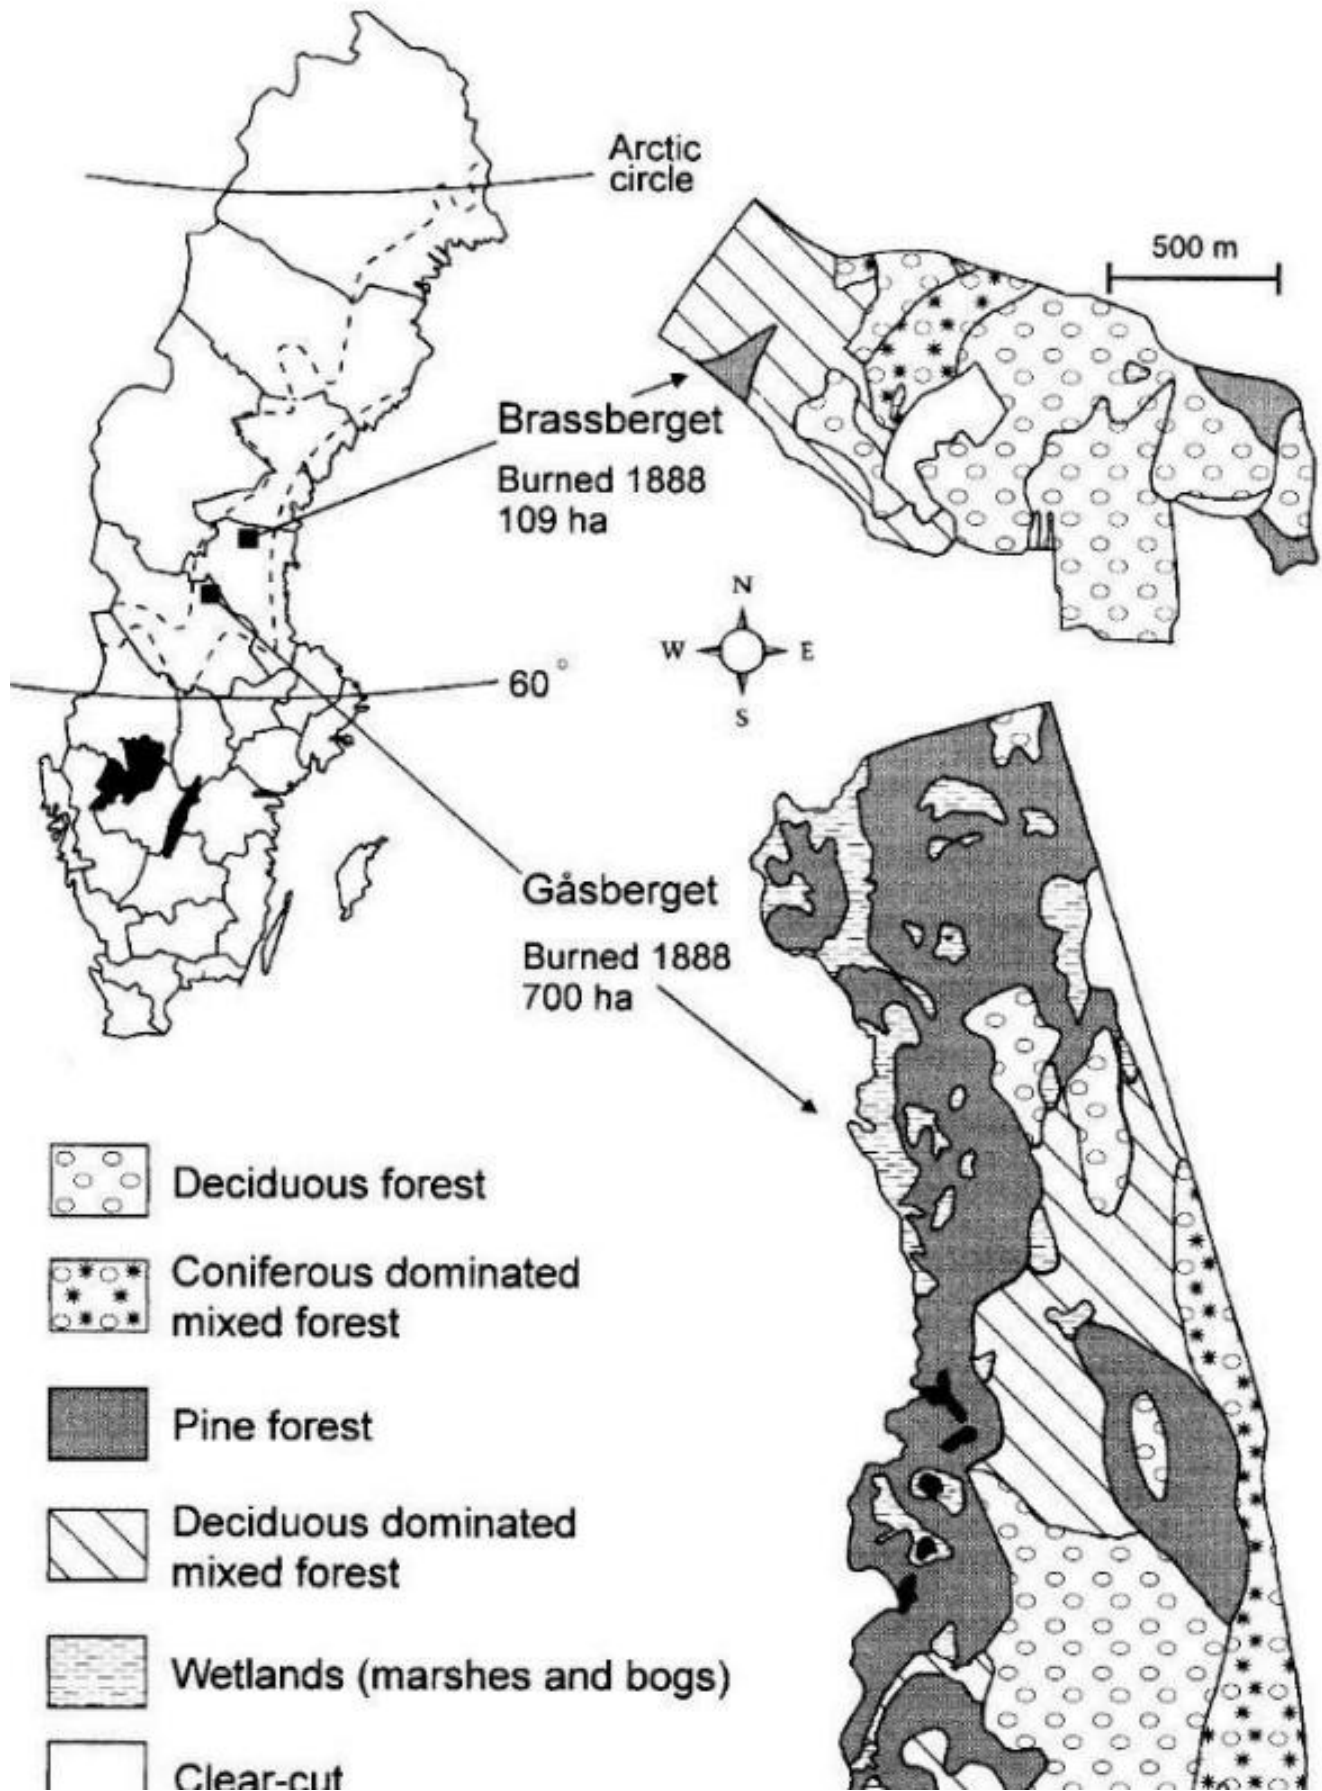 Arctic
circle
500 m
Brassberget
Burned 1888
109 ha
N
W
E
S
60°
Gåsberget
Burned 1888
700 ha
Deciduous forest
Coniferous dominated
mixed forest
Pine forest
Deciduous dominated
mixed forest
Wetlands (marshes and bogs)
Clear-cut